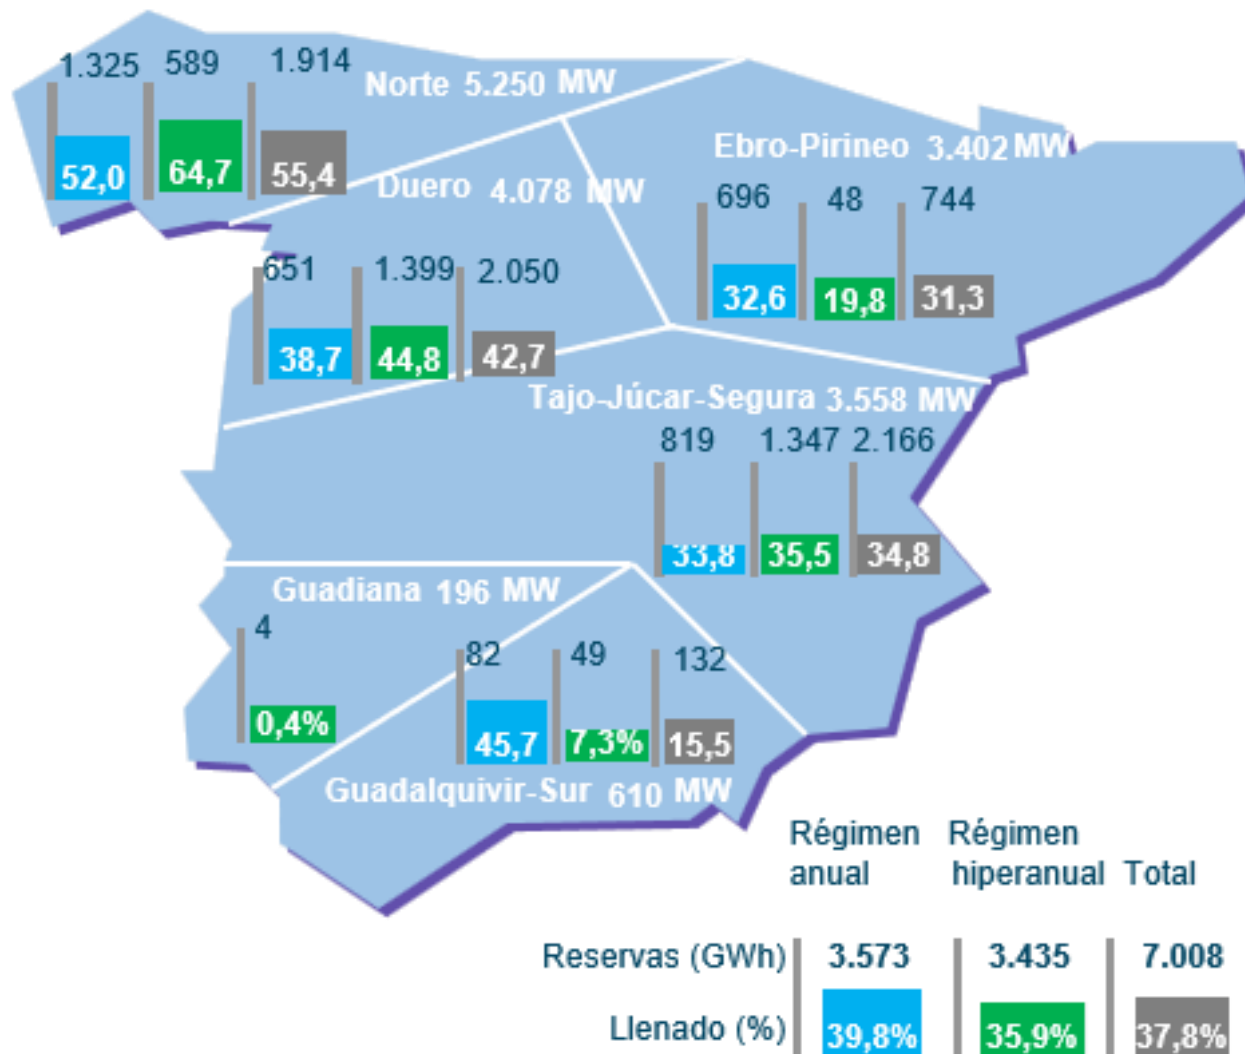 1.325 589 1.914
Norte 5.250 MW
52,0 64,7 55,4
Ebro-Pirineo 3.402 MW
696 48 744
32,6 19,8 31,3
Duero 4.078 MW
651 1.399 2.050
38,7 44,8 42,7
Tajo-Júcar-Segura 3.558 MW
819 1.347 2.166
33,8 35,5 34,8
Guadiana 196 MW
4
0,4%
82 49 132
45,7 7,3% 15,5
Guadalquivir-Sur 610 MW
Régimen anual Régimen hiperanual Total
Reservas (GWh) 3.573 3.435 7.008
Llenado (%) 39,8% 35,9% 37,8%